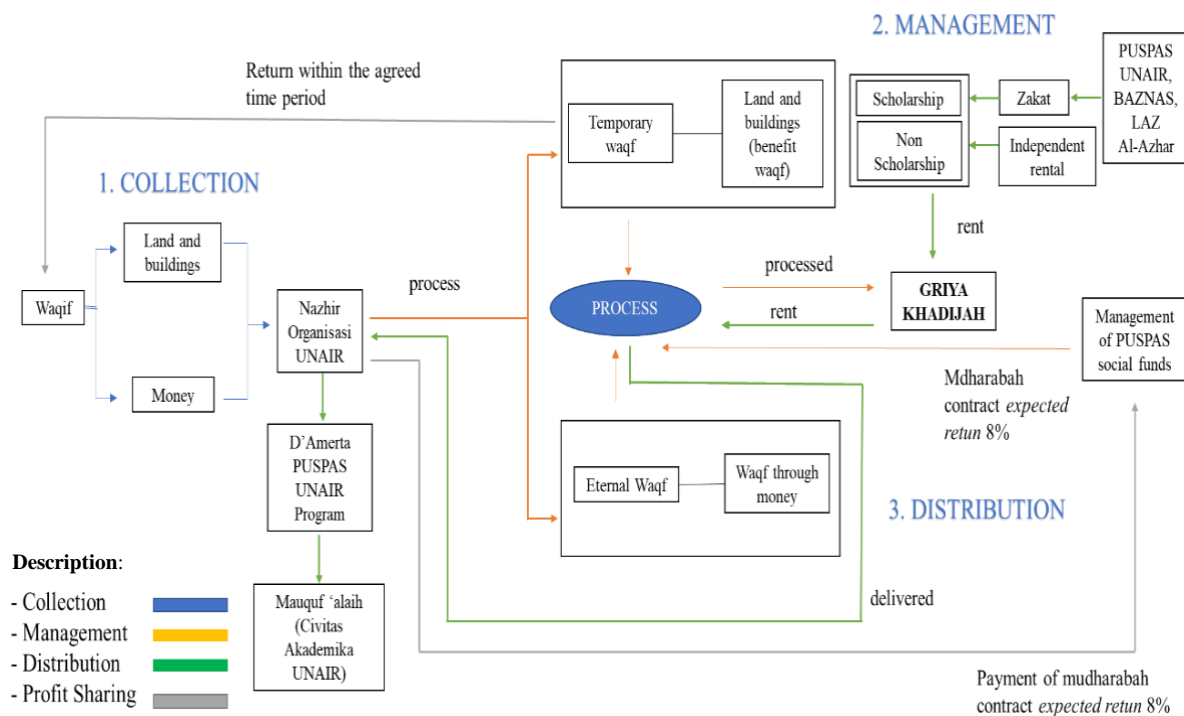 2. MANAGEMENT
Return within the agreed
time period
Temporary
waqf
Land and
buildings
(benefit
waqf)
Scholarship
Non
Scholarship
Zakat
Independent
rental
PUSPAS
UNAIR,
BAZNAS,
LAZ
Al-Azhar
1. COLLECTION
Waqif
Land and
buildings
Money
Nazhir
Organisasi
UNAIR
process
PROCESS
processed
rent
rent
GRIYA
KHADIJAH
Management
of PUSPAS
social funds
Mdharabah
contract expected
retun 8%
D’Amerta
PUSPAS
UNAIR
Program
Eternal Waqf
Waqf through
money
3. DISTRIBUTION
Mauquf ‘alaih
(Civitas
Akademika
UNAIR)
delivered
Payment of mudharabah
contract expected retun 8%
Description:
- Collection
- Management
- Distribution
- Profit Sharing